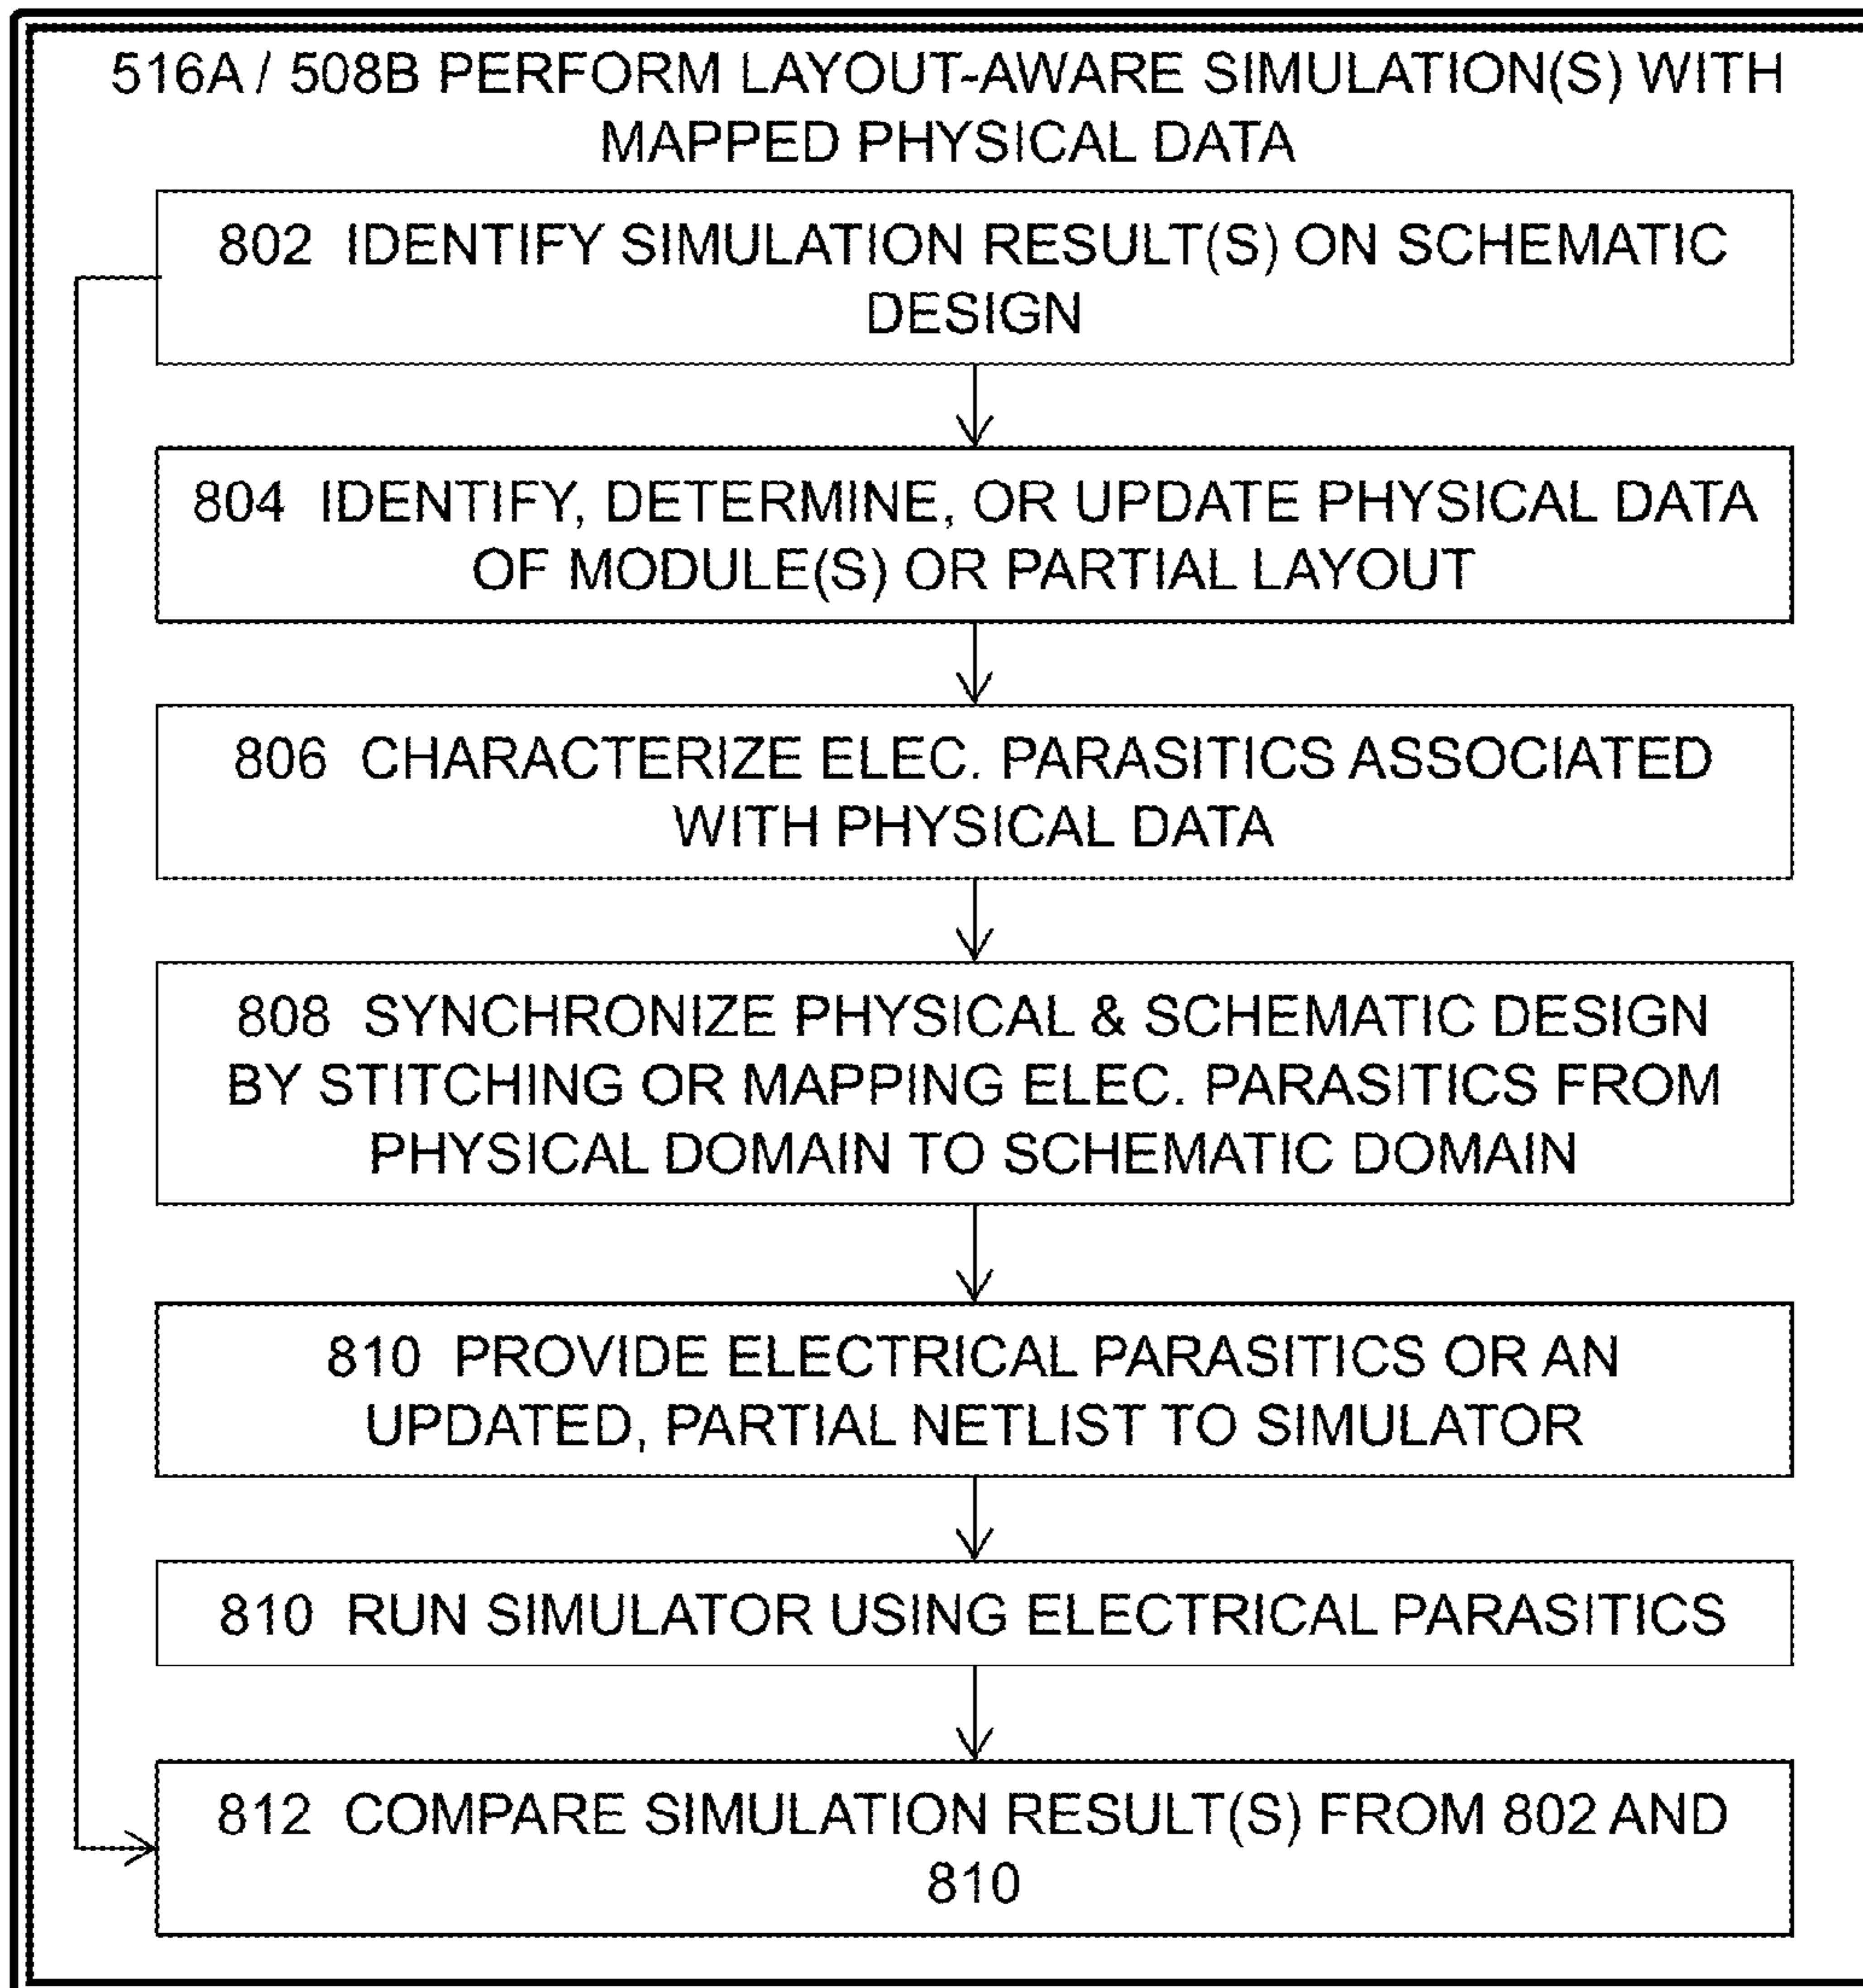 516A / 508B PERFORM LAYOUT-AWARE SIMULATION(S) WITH
MAPPED PHYSICAL DATA
802 IDENTIFY SIMULATION RESULT(S) ON SCHEMATIC
DESIGN
804 IDENTIFY, DETERMINE, OR UPDATE PHYSICAL DATA
OF MODULE(S) OR PARTIAL LAYOUT
806 CHARACTERIZE ELEC. PARASITICS ASSOCIATED
WITH PHYSICAL DATA
808 SYNCHRONIZE PHYSICAL & SCHEMATIC DESIGN
BY STITCHING OR MAPPING ELEC. PARASITICS FROM
PHYSICAL DOMAIN TO SCHEMATIC DOMAIN
810 PROVIDE ELECTRICAL PARASITICS OR AN
UPDATED, PARTIAL NETLIST TO SIMULATOR
810 RUN SIMULATOR USING ELECTRICAL PARASITICS
812 COMPARE SIMULATION RESULT(S) FROM 802 AND
810